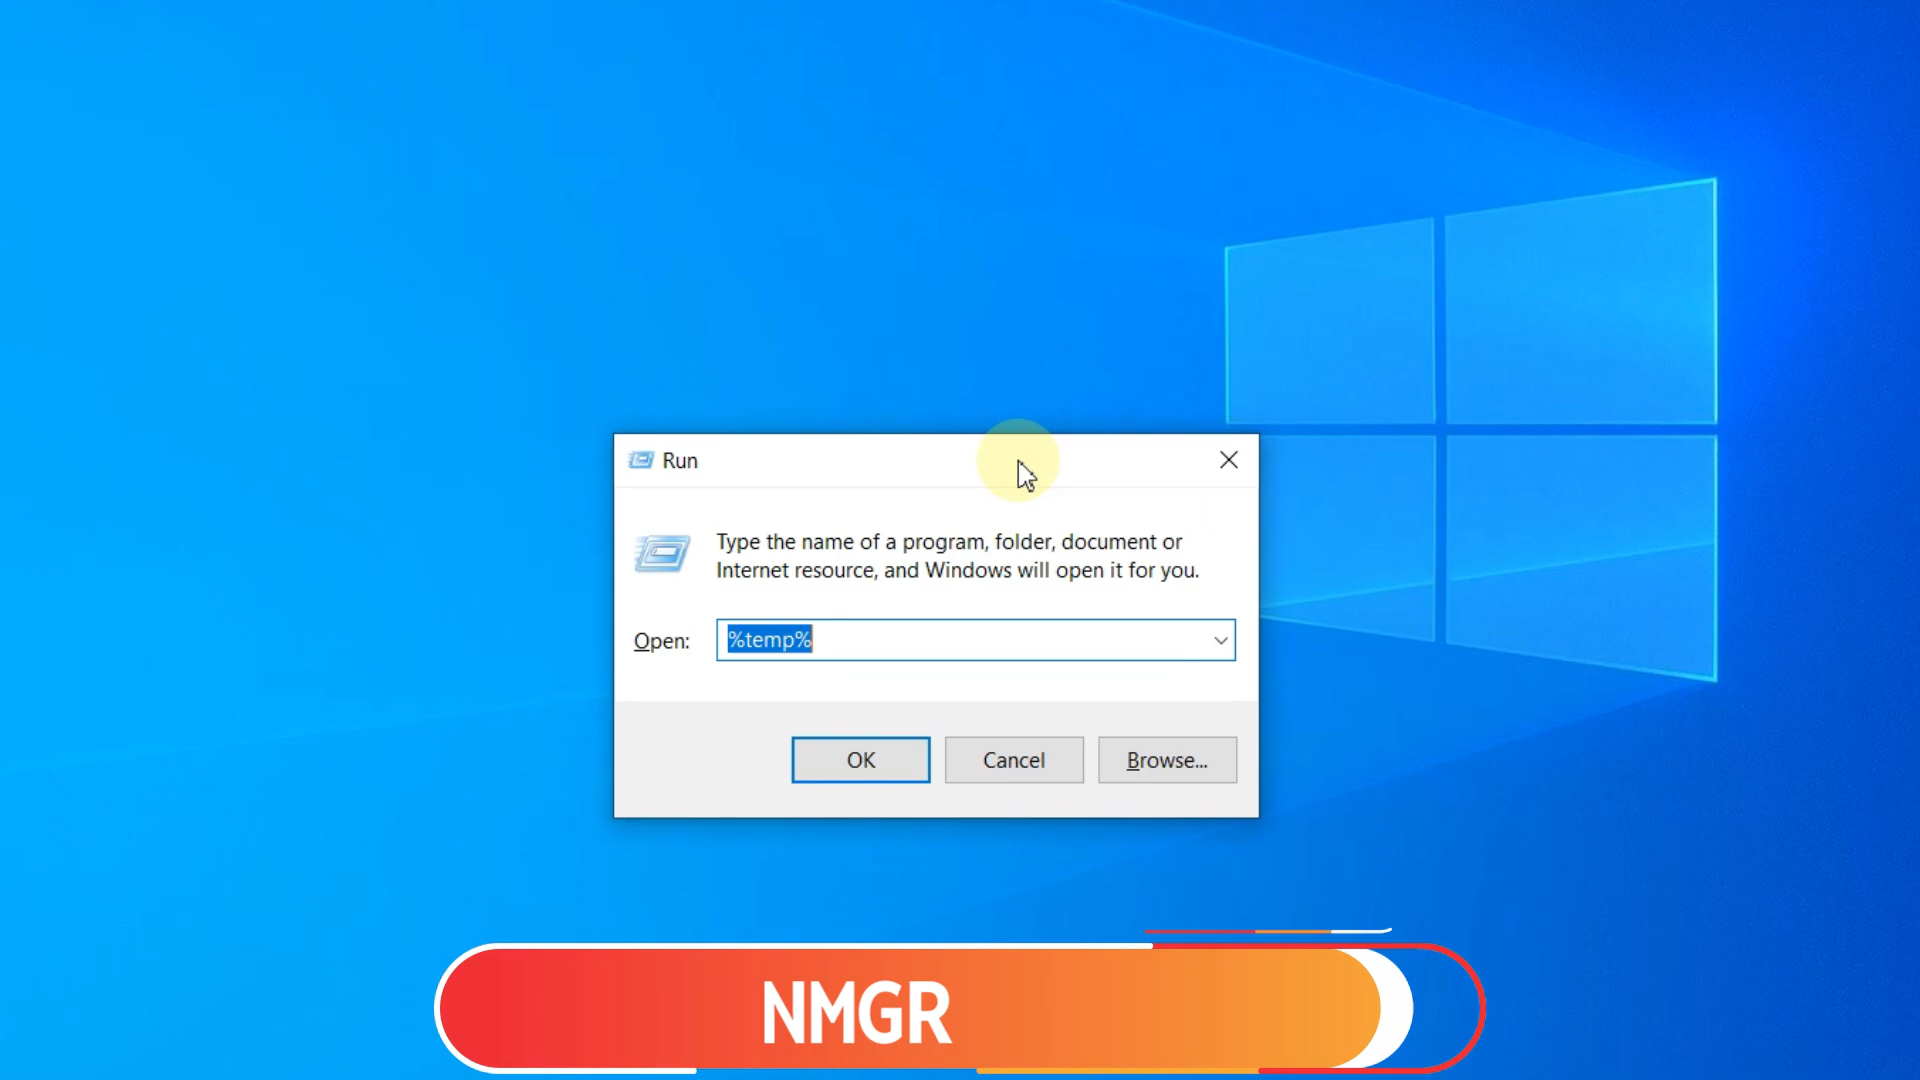 Run
Type the name of a program, folder, document or
Internet resource, and Windows will open it for you.
Open: %temp%
OK Cancel Browse...
NMGR